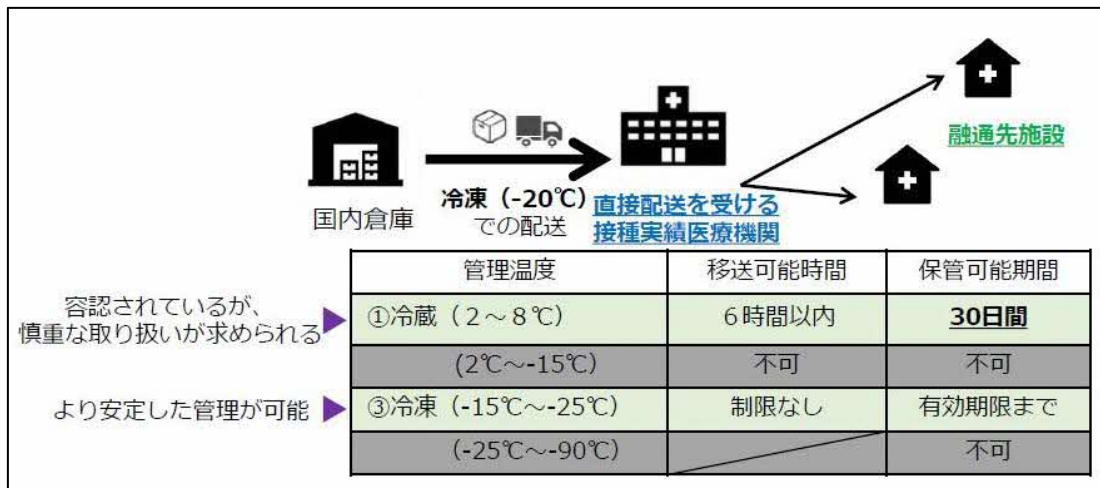 融通先施設
国内倉庫
冷凍（-20℃）
での配送
直接配送を受ける
接種実績医療機関
管理温度 移送可能時間 保管可能期間
容認されているが、
慎重な取り扱いが求められる
①冷蔵（２～８℃） ６時間以内 30日間
(2℃～-15℃) 不可 不可
より安定した管理が可能
③冷凍（-15℃～-25℃） 制限なし 有効期限まで
（-25℃～-90℃） 不可